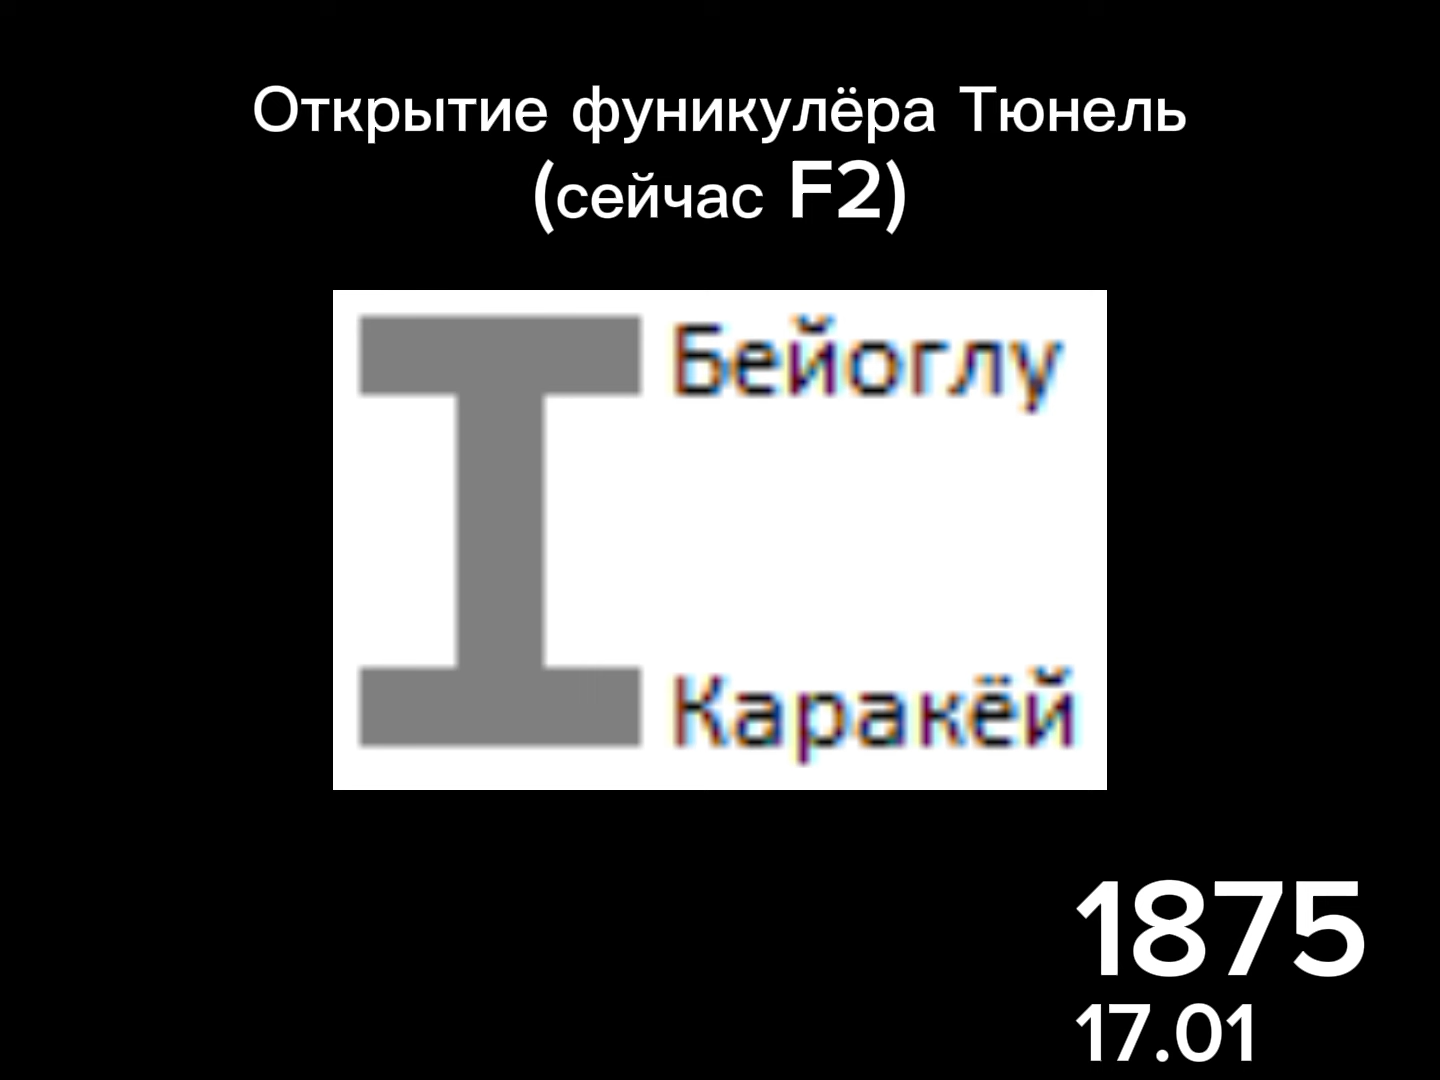 Открытие фуникулёра Тюнель
(сейчас F2)
Бейоглу
Каракёй
1875
17.01